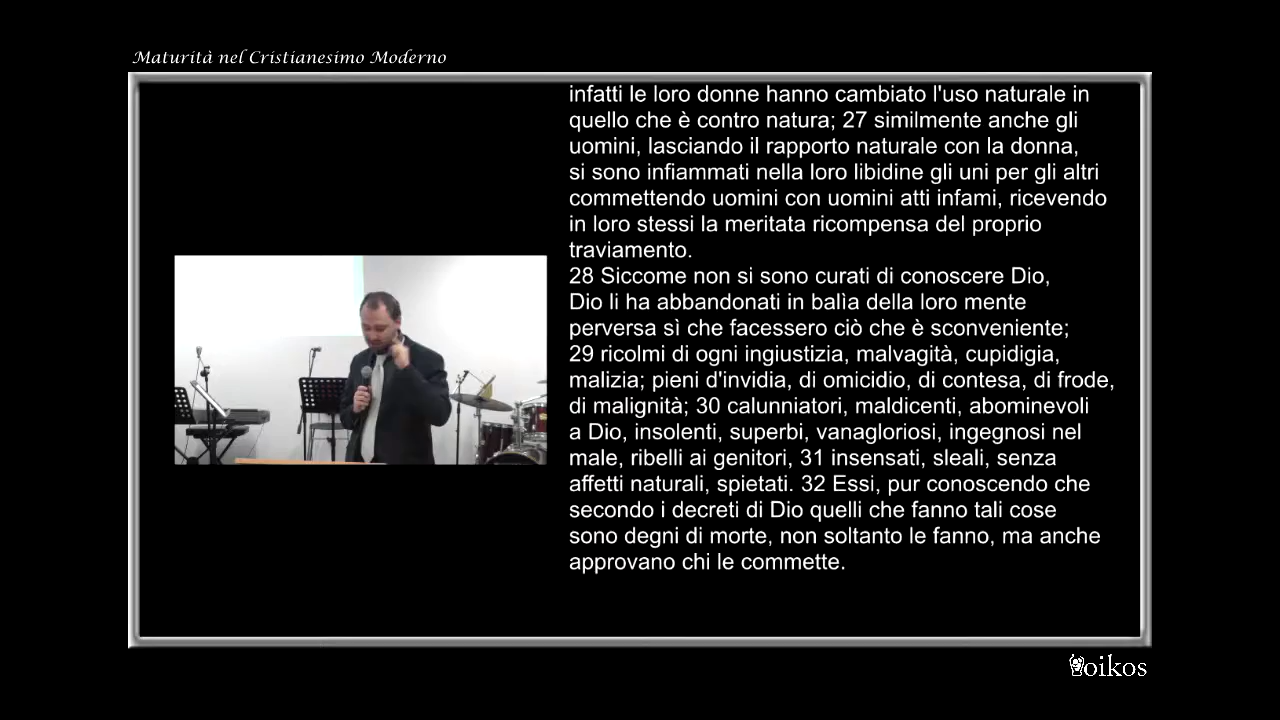 Maturità nel Cristianesimo Moderno
infatti le loro donne hanno cambiato l'uso naturale in
quello che è contro natura; 27 similmente anche gli
uomini, lasciando il rapporto naturale con la donna,
si sono infiammati nella loro libidine gli uni per gli altri
commettendo uomini con uomini atti infami, ricevendo
in loro stessi la meritata ricompensa del proprio
traviamento.
28 Siccome non si sono curati di conoscere Dio,
Dio li ha abbandonati in balìa della loro mente
perversa sì che facessero ciò che è sconveniente;
29 ricolmi di ogni ingiustizia, malvagità, cupidigia,
malizia; pieni d'invidia, di omicidio, di contesa, di frode,
di malignità; 30 calunniatori, maldicenti, abominevoli
a Dio, insolenti, superbi, vanagloriosi, ingegnosi nel
male, ribelli ai genitori, 31 insensati, sleali, senza
affetti naturali, spietati. 32 Essi, pur conoscendo che
secondo i decreti di Dio quelli che fanno tali cose
sono degni di morte, non soltanto le fanno, ma anche
approvano chi le commette.
oikos